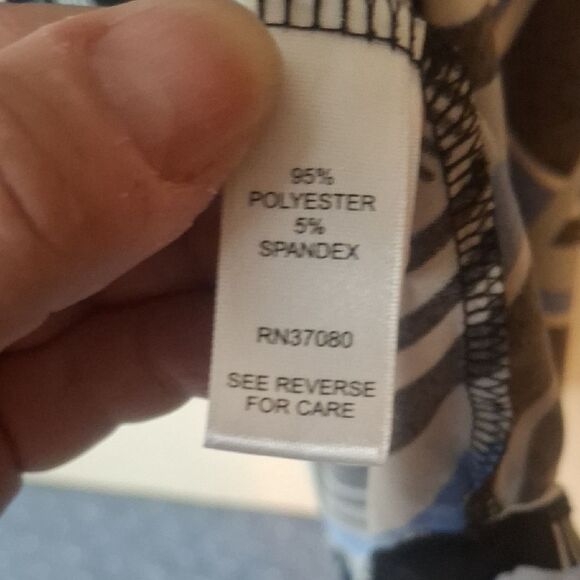 95%
POLYESTER
5%
SPANDEX
RN37080
SEE REVERSE
FOR CARE